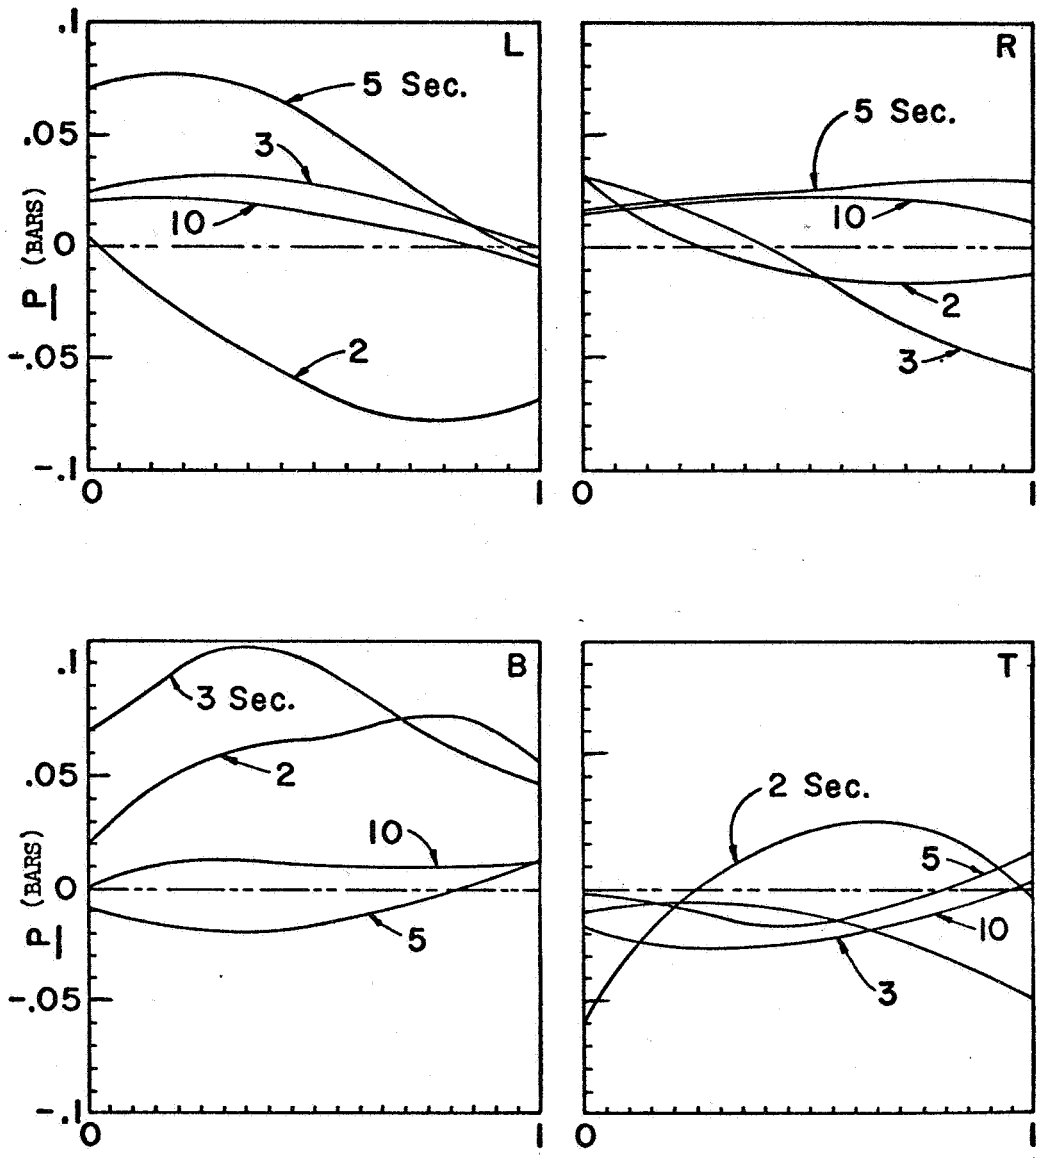 .1 L R
5 Sec. 5 Sec.
.05
3
10 10
0
P (BARS)
2
-.05 2 3
-.1
0 1 0 1
.1 B T
3 Sec.
.05 2 2 Sec.
10 5
0
P (BARS)
5 10
3
-.05
-.1
0 1 0 1